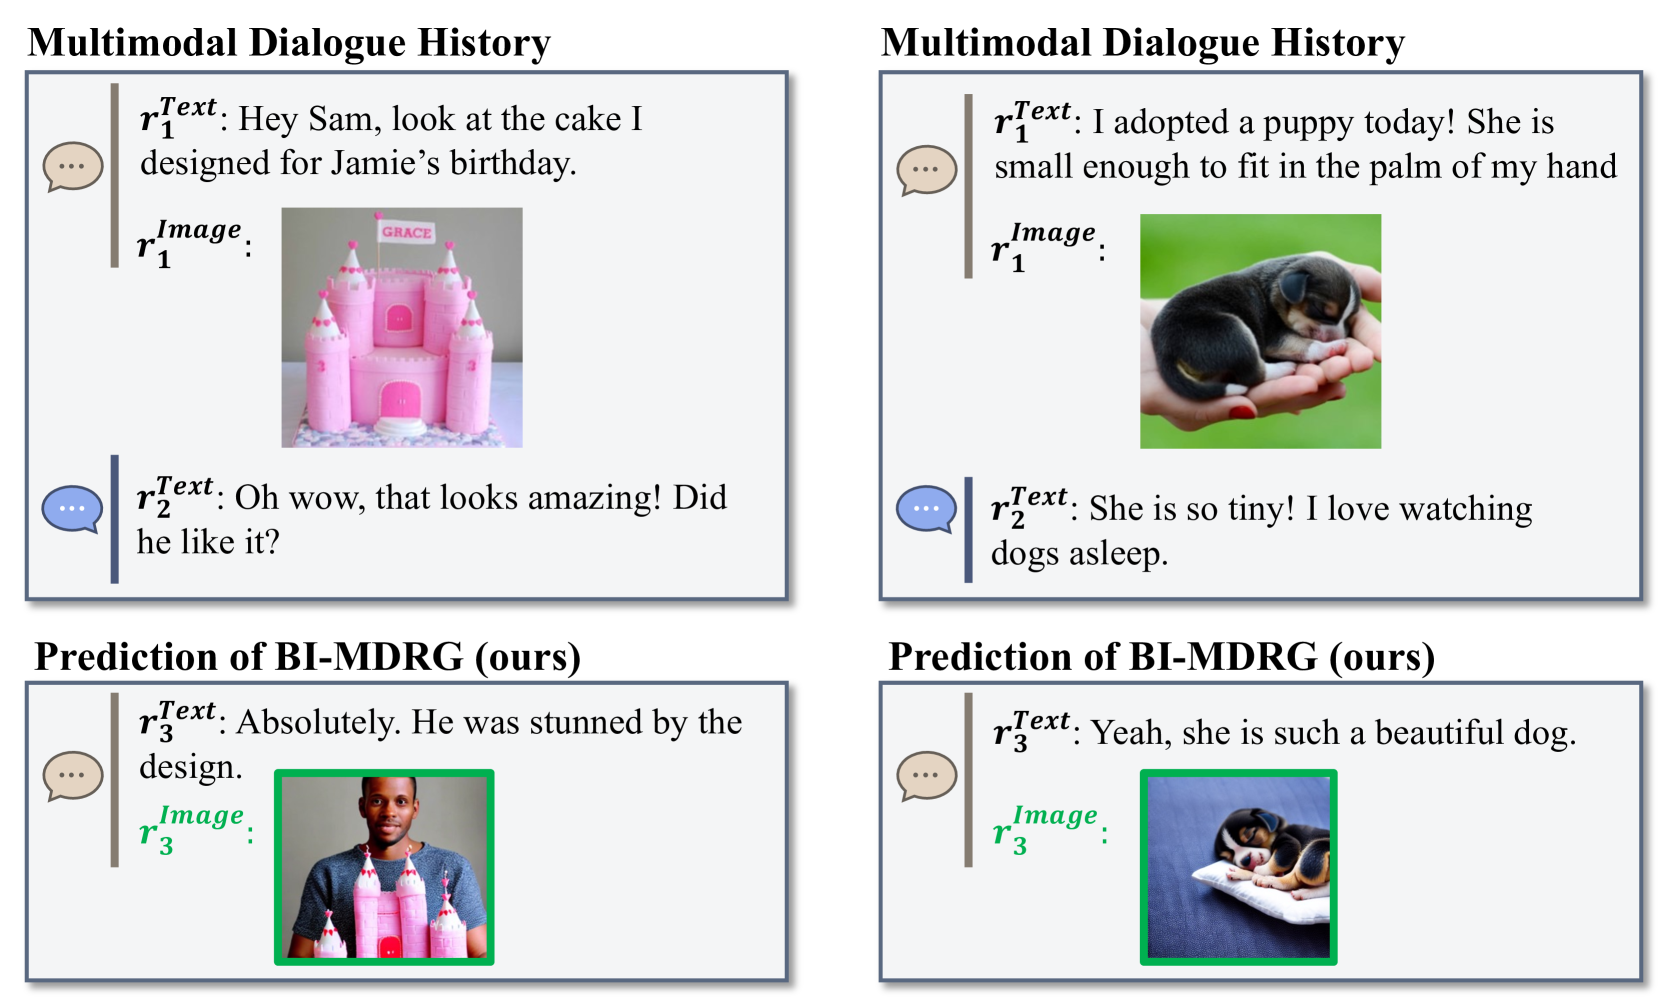 Multimodal Dialogue History
r_1^Text: Hey Sam, look at the cake I
designed for Jamie’s birthday.
r_1^Image:
GRACE
3
3
r_2^Text: Oh wow, that looks amazing! Did
he like it?
Prediction of BI-MDRG (ours)
r_3^Text: Absolutely. He was stunned by the
design.
r_3^Image:
Multimodal Dialogue History
r_1^Text: I adopted a puppy today! She is
small enough to fit in the palm of my hand
r_1^Image:
r_2^Text: She is so tiny! I love watching
dogs asleep.
Prediction of BI-MDRG (ours)
r_3^Text: Yeah, she is such a beautiful dog.
r_3^Image: